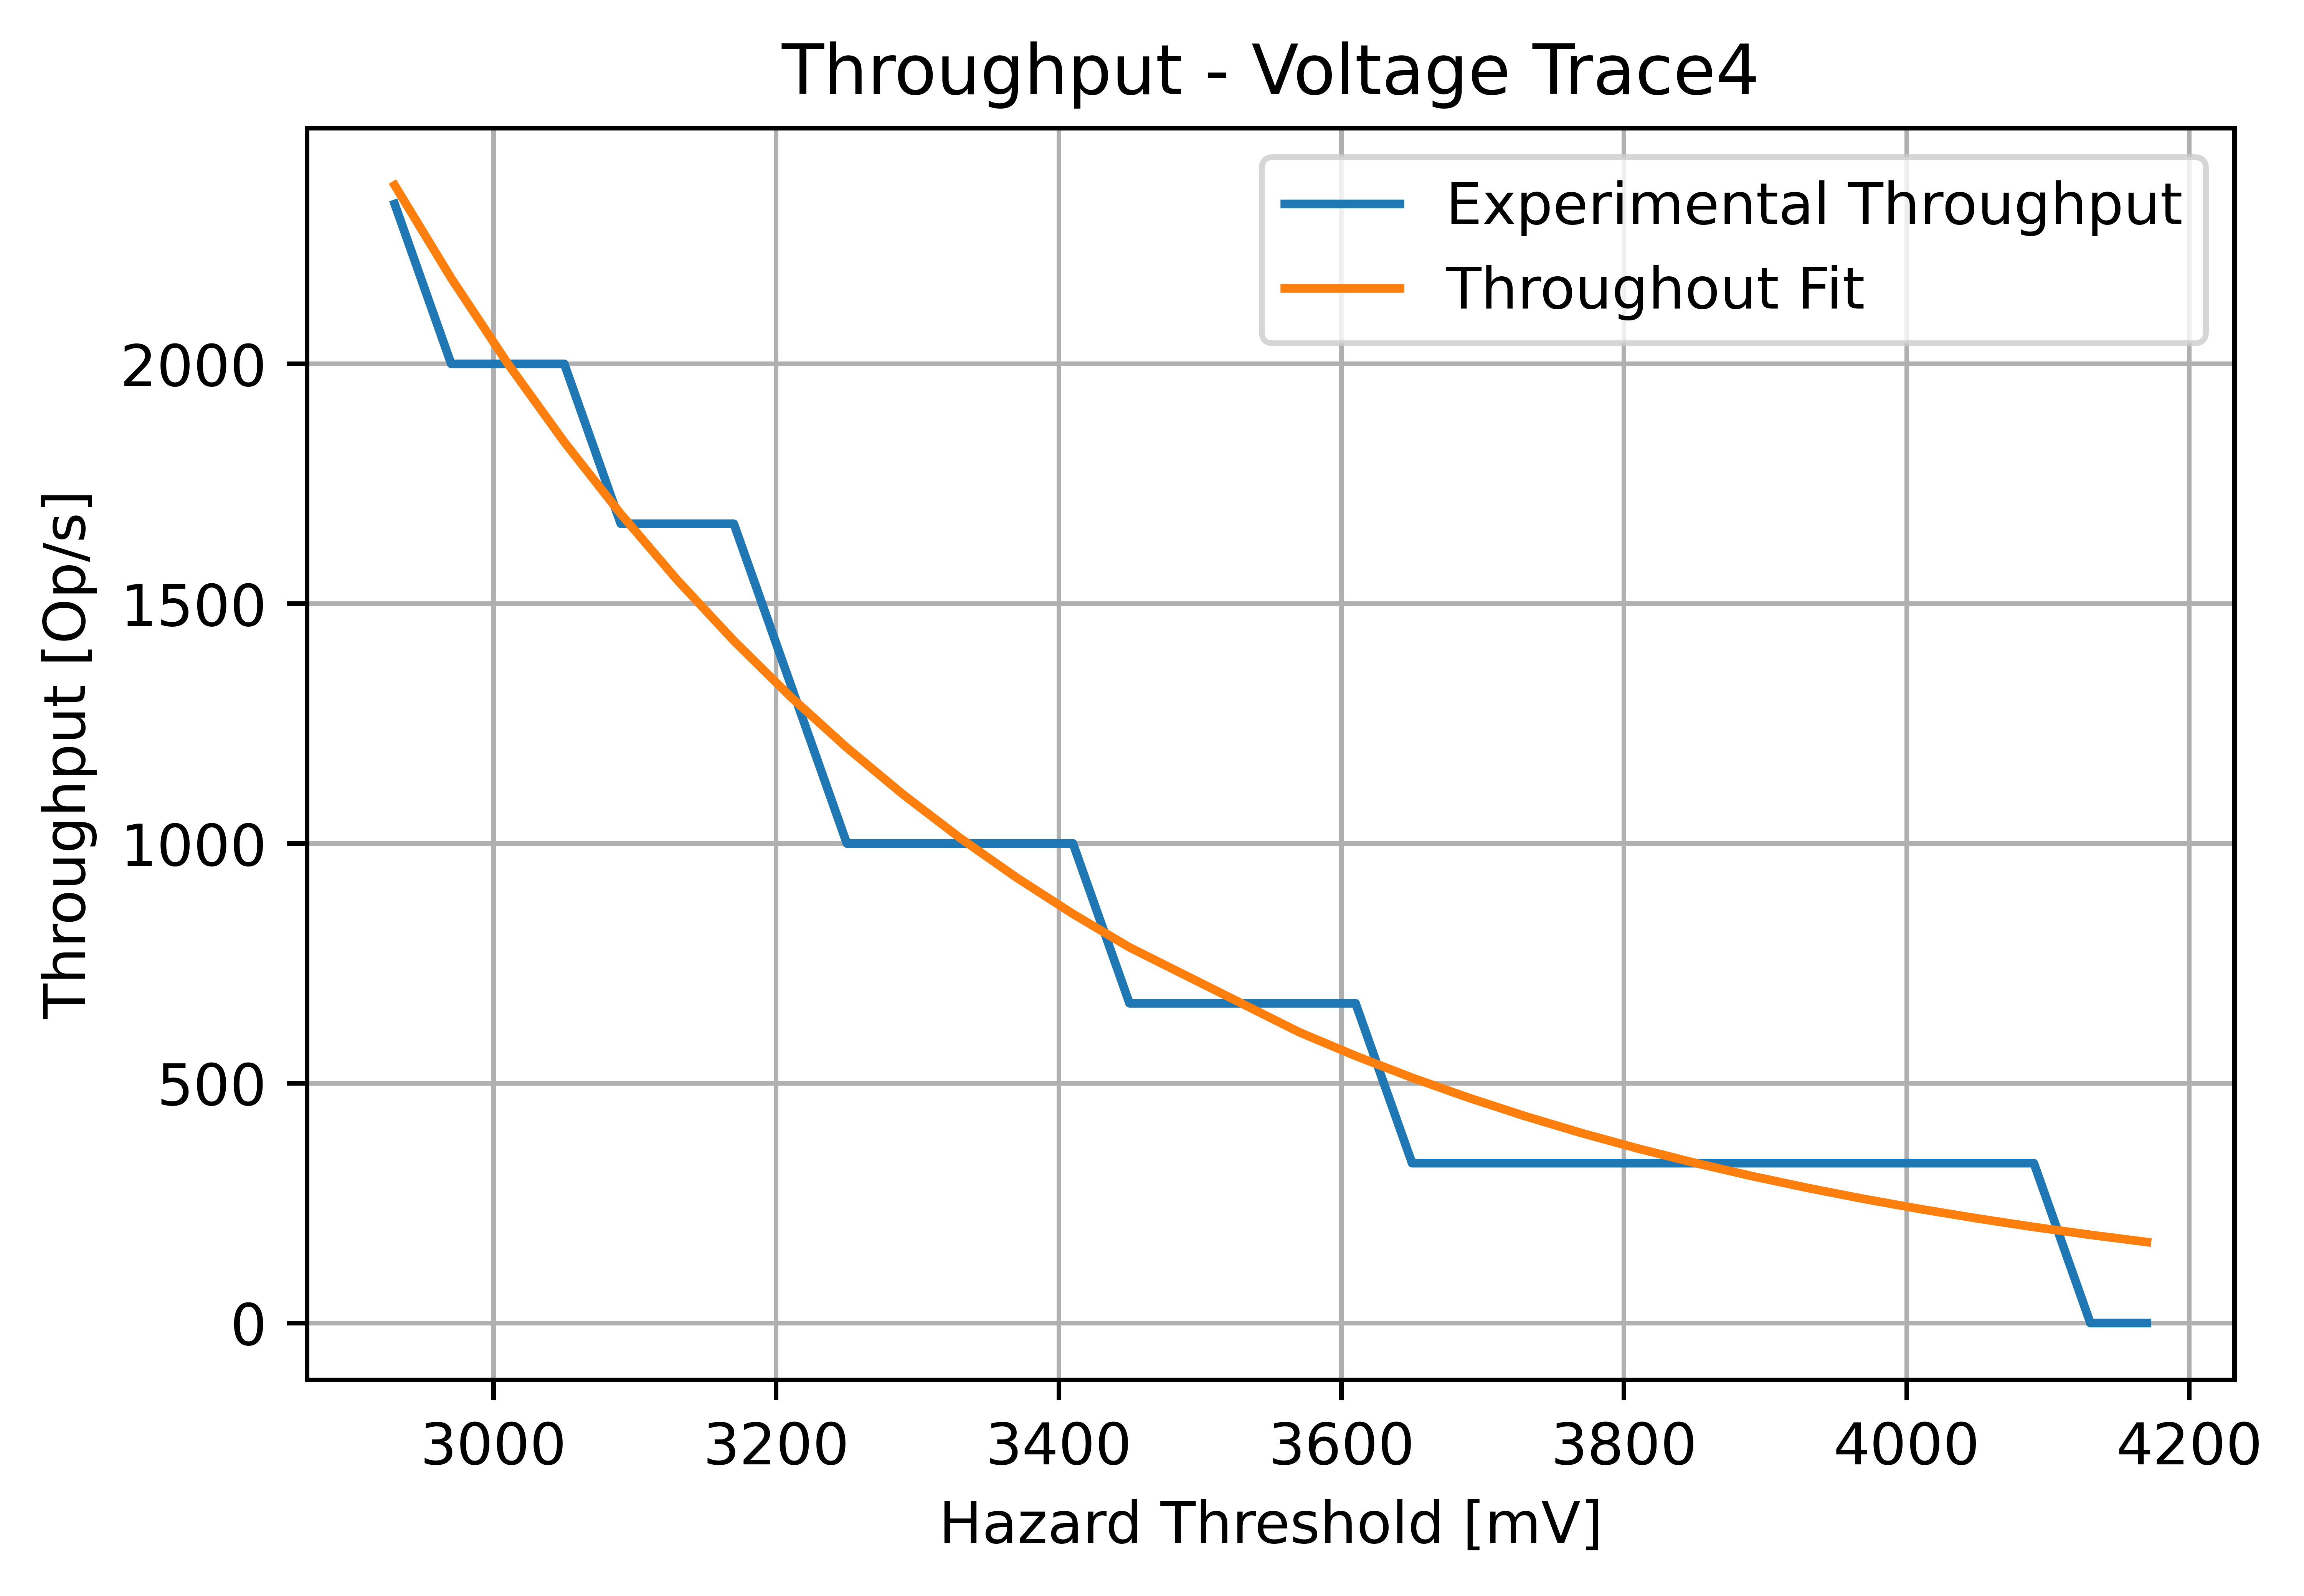 Throughput - Voltage Trace4
Experimental Throughput
Throughout Fit
Throughput [Op/s]
2000
1500
1000
500
0
3000 3200 3400 3600 3800 4000 4200
Hazard Threshold [mV]